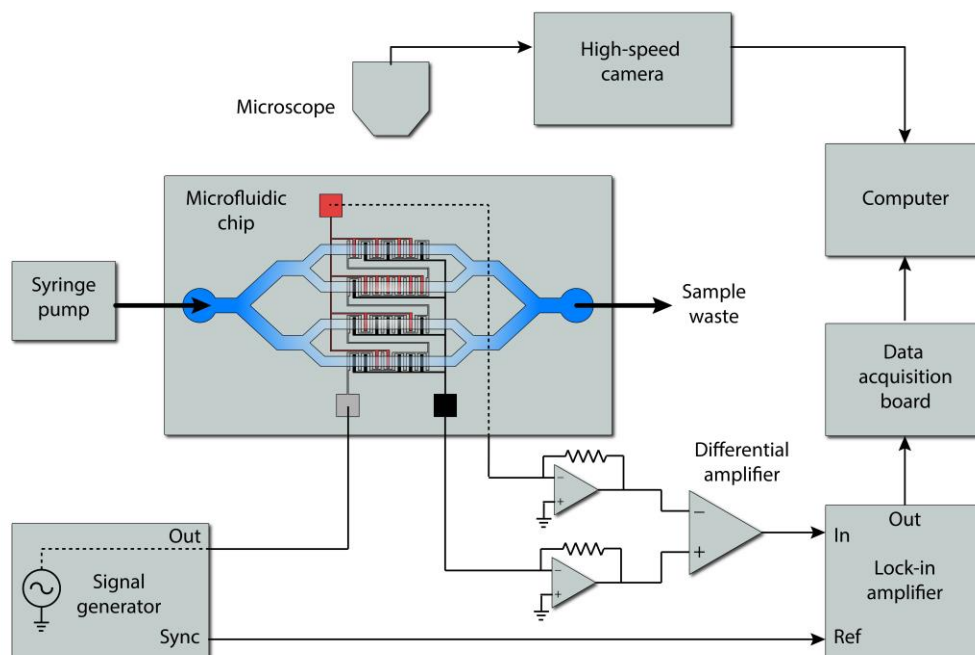 High-speed
camera
Microscope
Microfluidic
chip
Computer
Syringe
pump
Sample
waste
Data
acquisition
board
Differential
amplifier
−
+
−
+
−
+
Out
Signal
generator
Sync
Out
In
Lock-in
amplifier
Ref